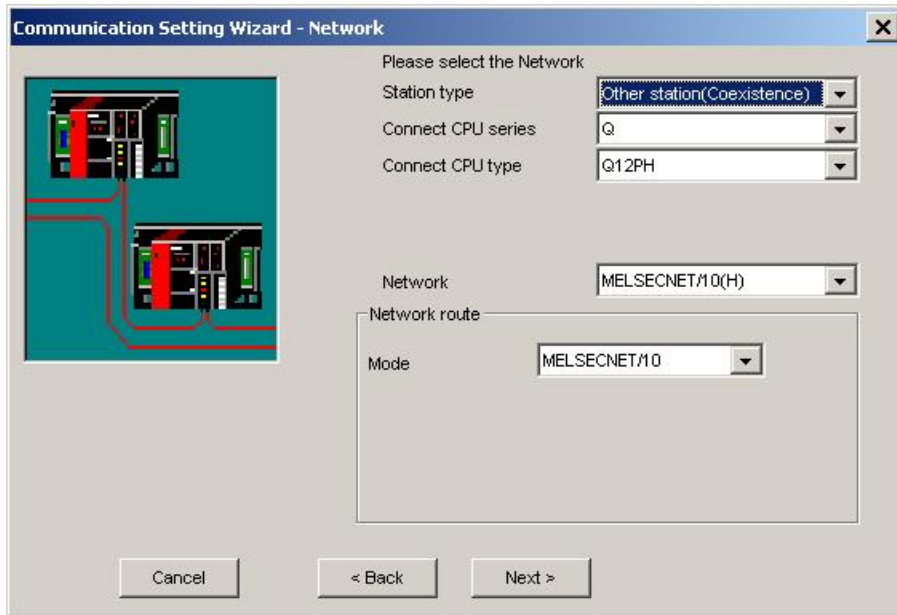 Communication Setting Wizard - Network
Please select the Network
Station type
Other station(Coexistence)
Connect CPU series
Q
Connect CPU type
Q12PH
Network
MELSECNET/10(H)
Network route
Mode
MELSECNET/10
Cancel
< Back
Next >